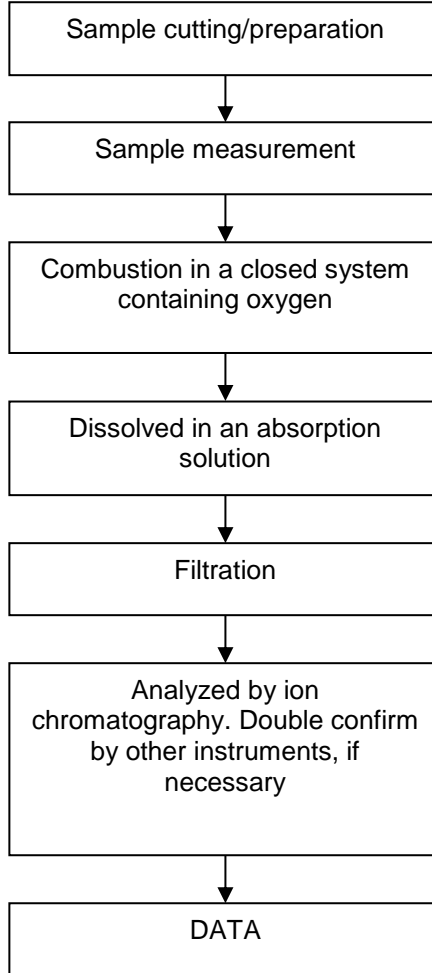 Sample cutting/preparation
Sample measurement
Combustion in a closed system
containing oxygen
Dissolved in an absorption
solution
Filtration
Analyzed by ion
chromatography. Double confirm
by other instruments, if
necessary
DATA